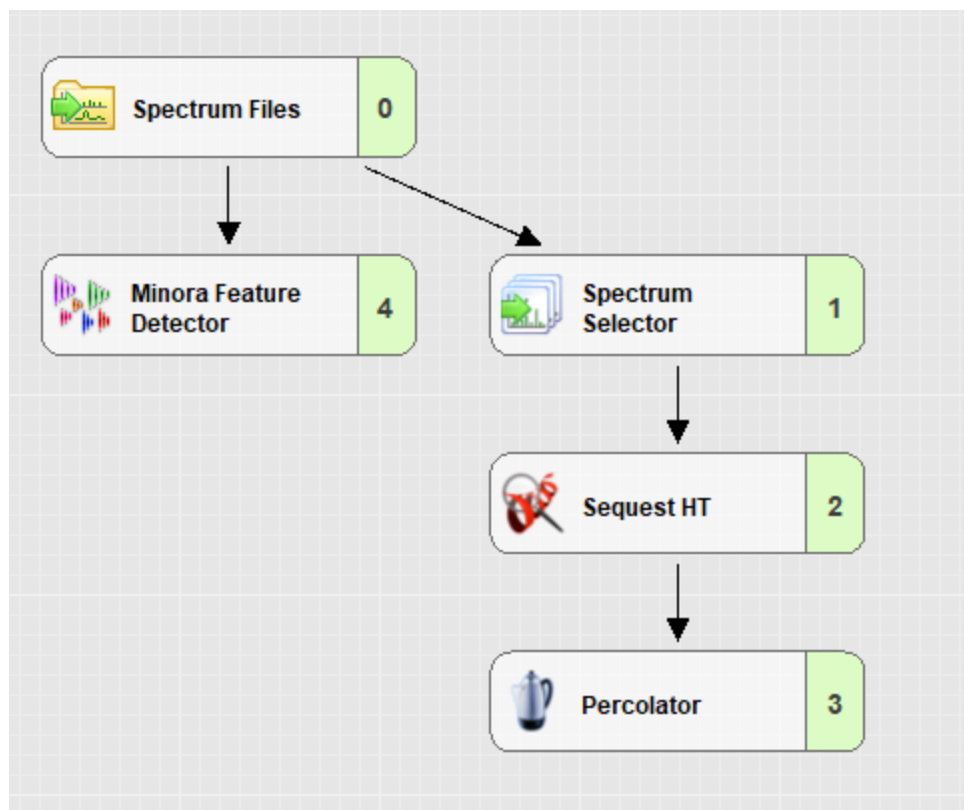 Spectrum Files 0
Minora Feature
Detector 4
Spectrum
Selector 1
Sequest HT 2
Percolator 3